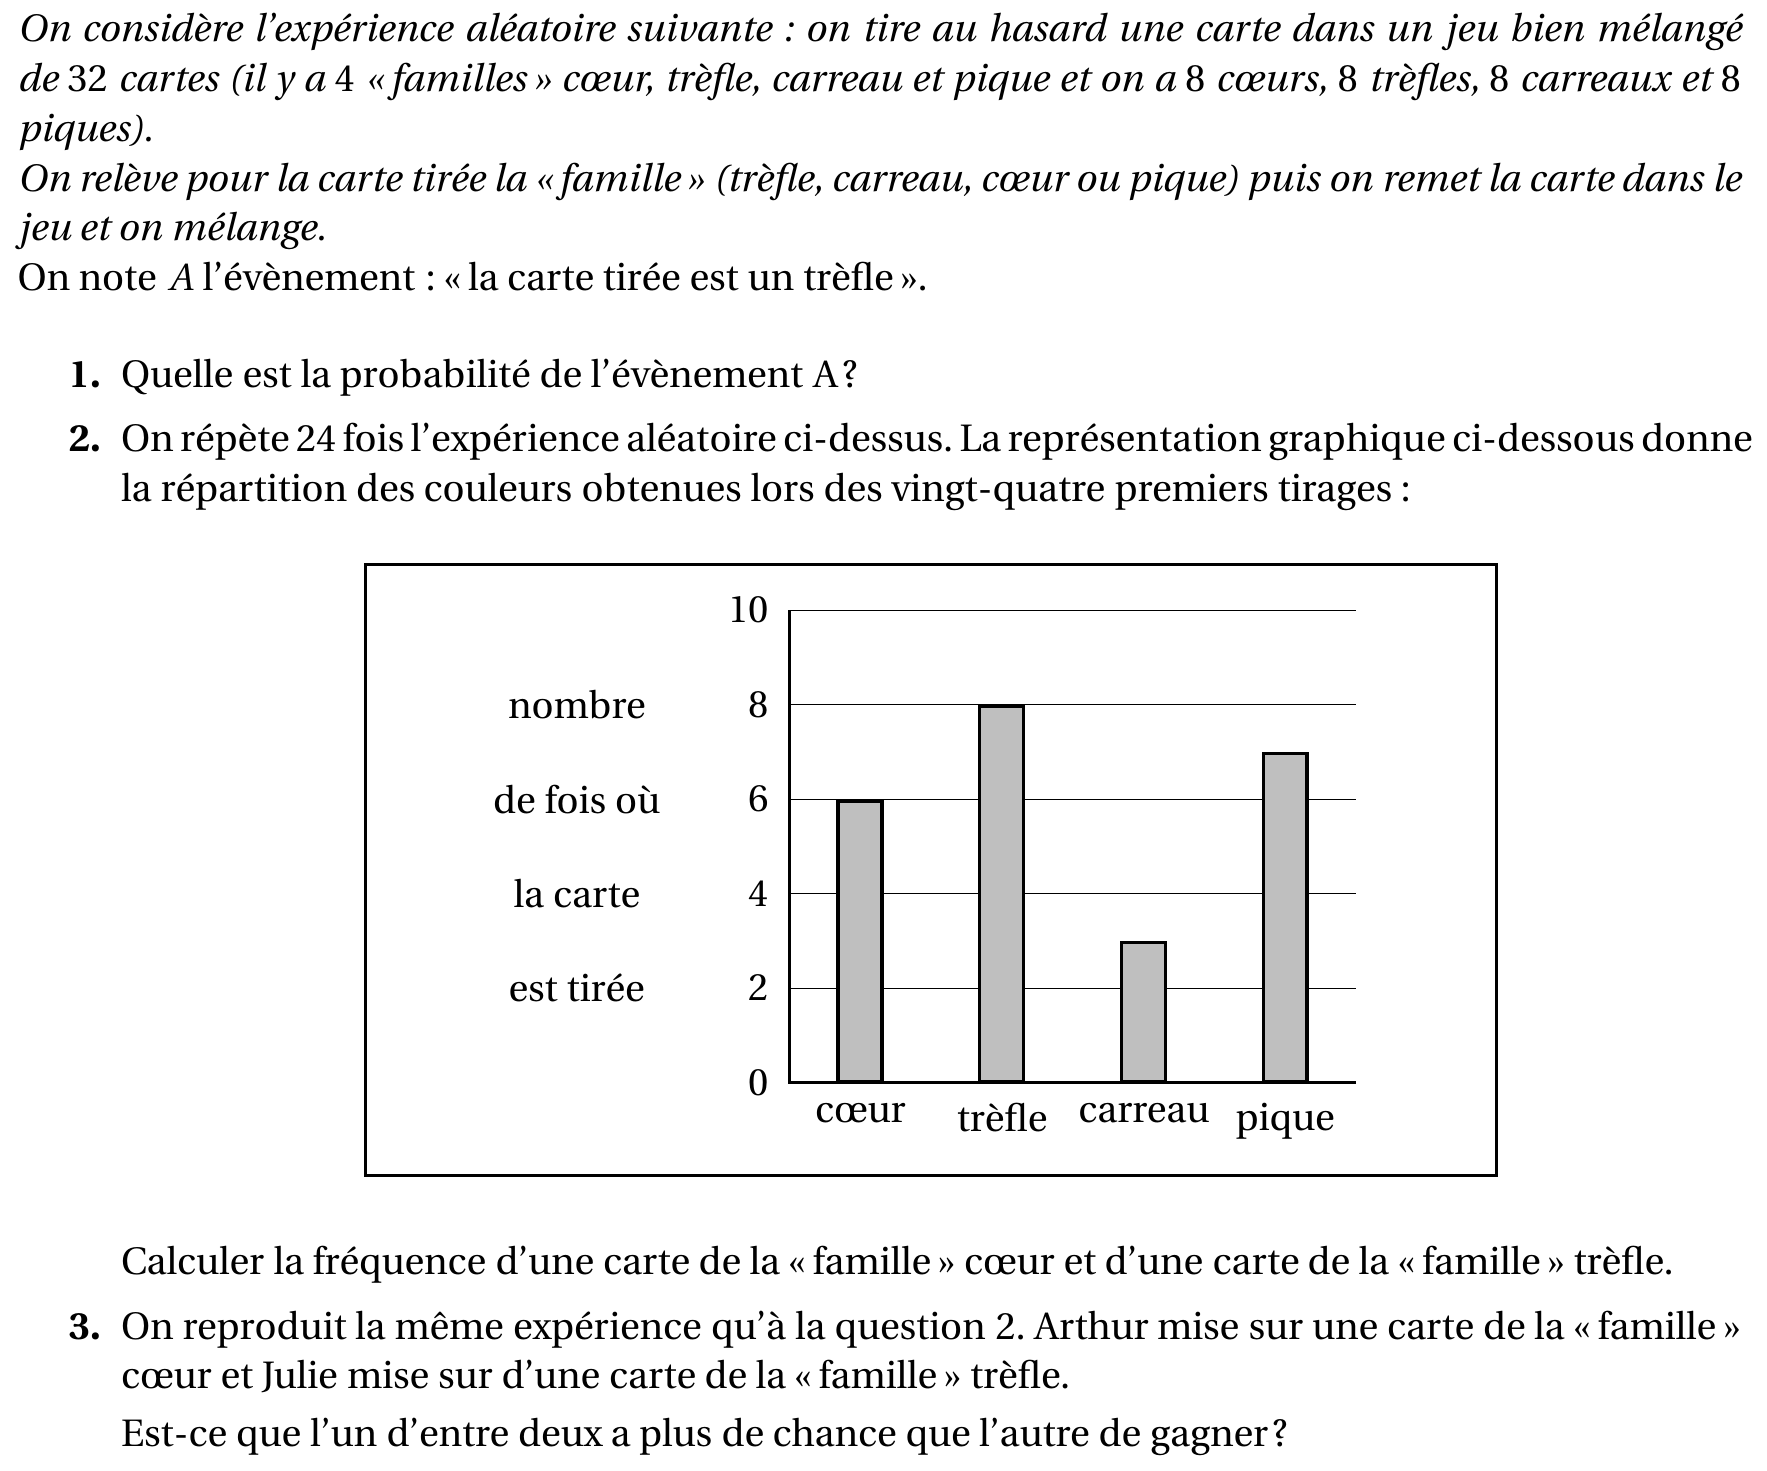 On considère l’expérience aléatoire suivante : on tire au hasard une carte dans un jeu bien mélangé
de 32 cartes (il y a 4 « familles » cœur, trèfle, carreau et pique et on a 8 cœurs, 8 trèfles, 8 carreaux et 8
piques).
On relève pour la carte tirée la « famille » (trèfle, carreau, cœur ou pique) puis on remet la carte dans le
jeu et on mélange.
On note A l’évènement : « la carte tirée est un trèfle ».
1. Quelle est la probabilité de l’évènement A ?
2. On répète 24 fois l’expérience aléatoire ci-dessus. La représentation graphique ci-dessous donne
la répartition des couleurs obtenues lors des vingt-quatre premiers tirages :
10
nombre 8
de fois où 6
la carte 4
est tirée 2
0
cœur trèfle carreau pique
Calculer la fréquence d’une carte de la « famille » cœur et d’une carte de la « famille » trèfle.
3. On reproduit la même expérience qu’à la question 2. Arthur mise sur une carte de la « famille »
cœur et Julie mise sur d’une carte de la « famille » trèfle.
Est-ce que l’un d’entre deux a plus de chance que l’autre de gagner ?